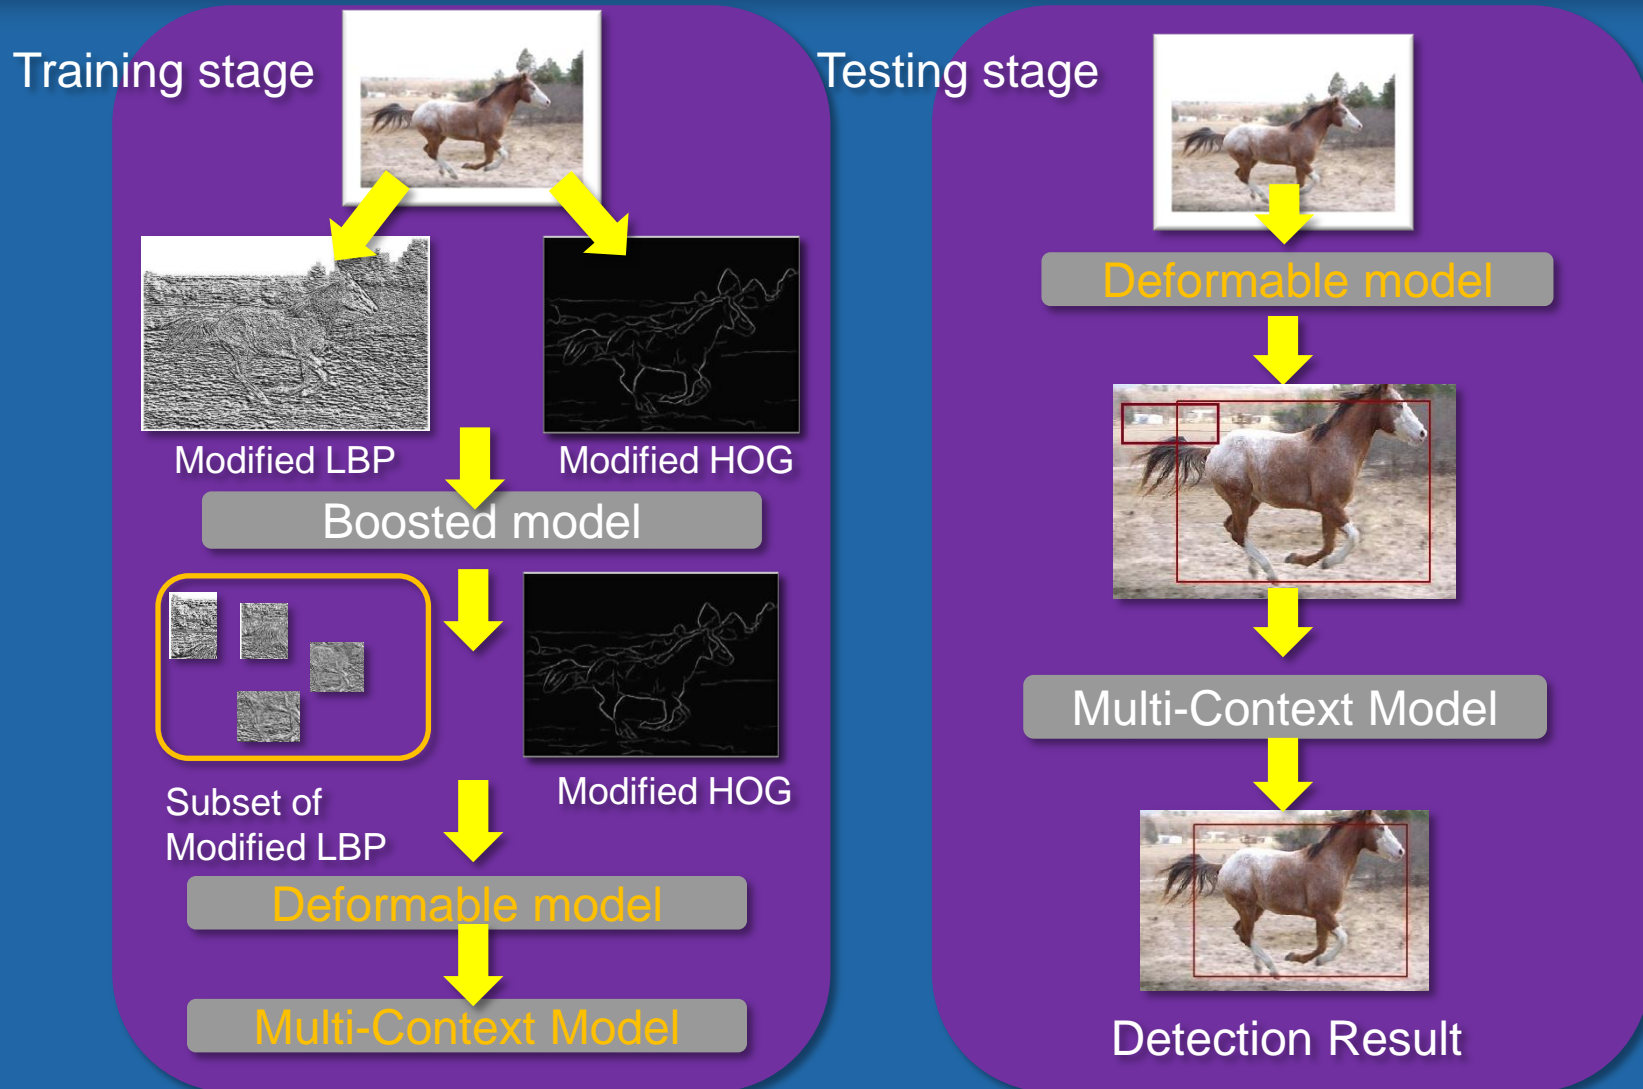 Training stage
Modified LBP
Modified HOG
Boosted model
Subset of
Modified LBP
Modified HOG
Deformable model
Multi-Context Model
Testing stage
Deformable model
Multi-Context Model
Detection Result